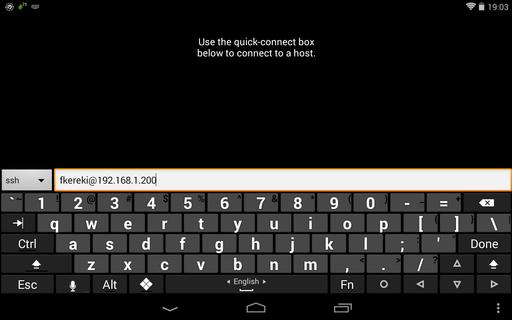 19:03
Use the quick-connect box
below to connect to a host.
ssh fkereki@192.168.1.200
` ~ 1 ! 2 @ 3 # 4 $ 5 % 6 ^ 7 & 8 * 9 ( 0 ) - _ = +
q w e r t y u i o p [ { ] } \ |
Ctrl a s d f g h j k l ; : ' " Done
z x c v b n m , < . > / ?
Esc Alt English Fn